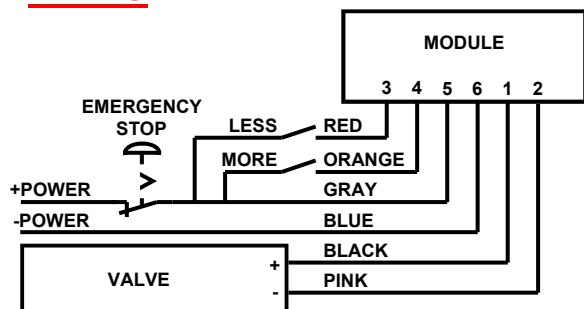 MODULE
3 4 5 6 1 2
EMERGENCY
STOP
LESS RED
MORE ORANGE
+POWER GRAY
-POWER BLUE
BLACK
VALVE + -
PINK